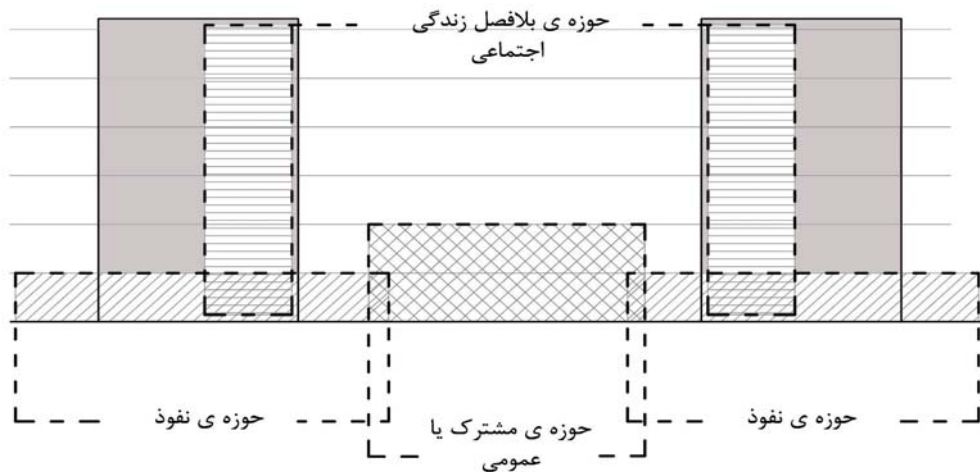 حوزه ی بلافصل زندگی
اجتماعی
حوزه ی نفوذ
حوزه ی مشترک یا
عمومی
حوزه ی نفوذ